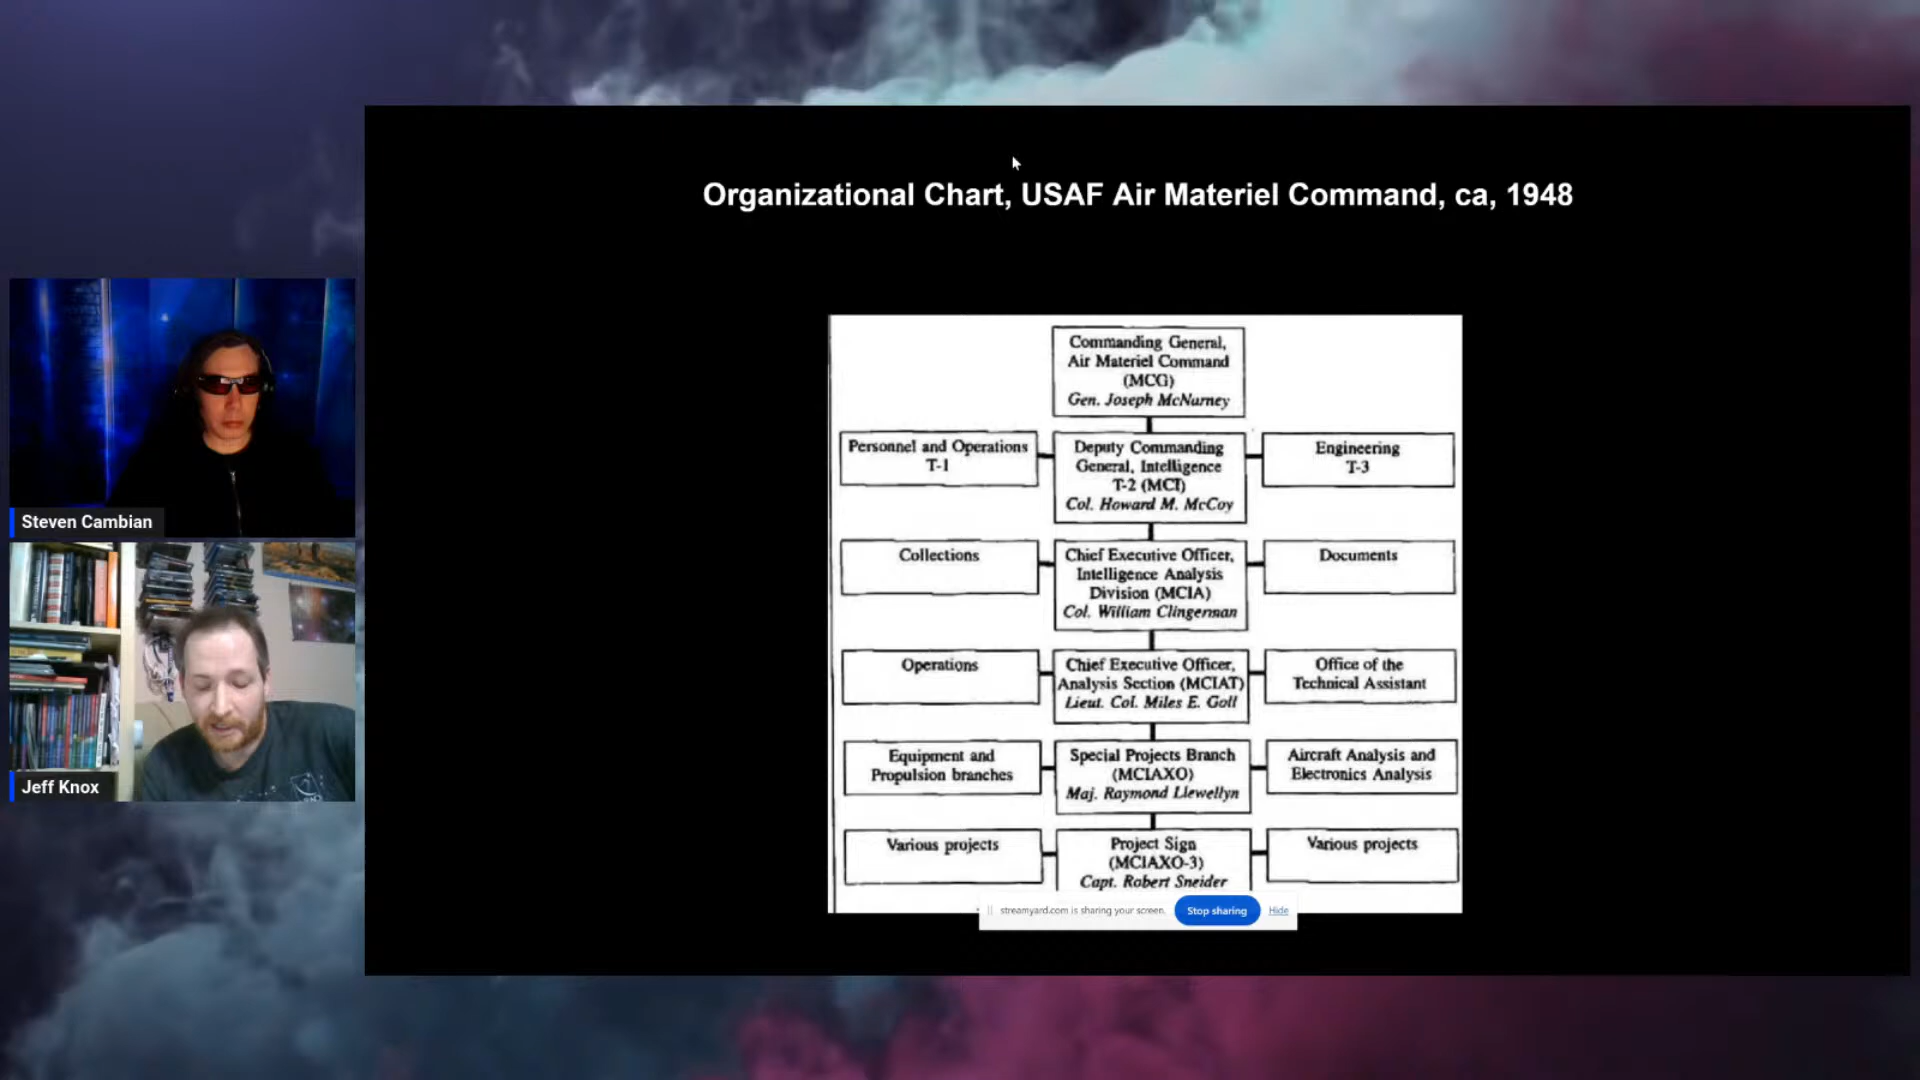 Organizational Chart, USAF Air Materiel Command, ca, 1948
Commanding General,
Air Materiel Command
(MCG)
Gen. Joseph McNarney
Personnel and Operations
T-1
Deputy Commanding
General, Intelligence
T-2 (MCI)
Col. Howard M. McCoy
Engineering
T-3
Collections
Chief Executive Officer,
Intelligence Analysis
Division (MCIA)
Col. William Clingerman
Documents
Operations
Chief Executive Officer,
Analysis Section (MCIAT)
Lieut. Col. Miles E. Goll
Office of the
Technical Assistant
Equipment and
Propulsion branches
Special Projects Branch
(MCIAXO)
Maj. Raymond Llewellyn
Aircraft Analysis and
Electronics Analysis
Various projects
Project Sign
(MCIAXO-3)
Capt. Robert Sneider
Various projects
streamyard.com is sharing your screen.
Stop sharing
Hide
Steven Cambian
Jeff Knox